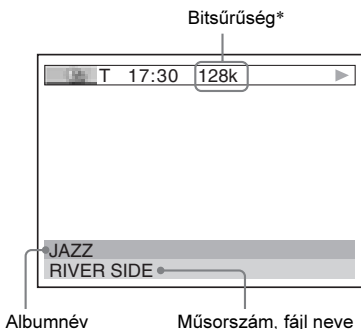 Bitsűrűség*
T 17:30 128k
JAZZ
RIVER SIDE
Albumnév Műsorszám, fájl neve